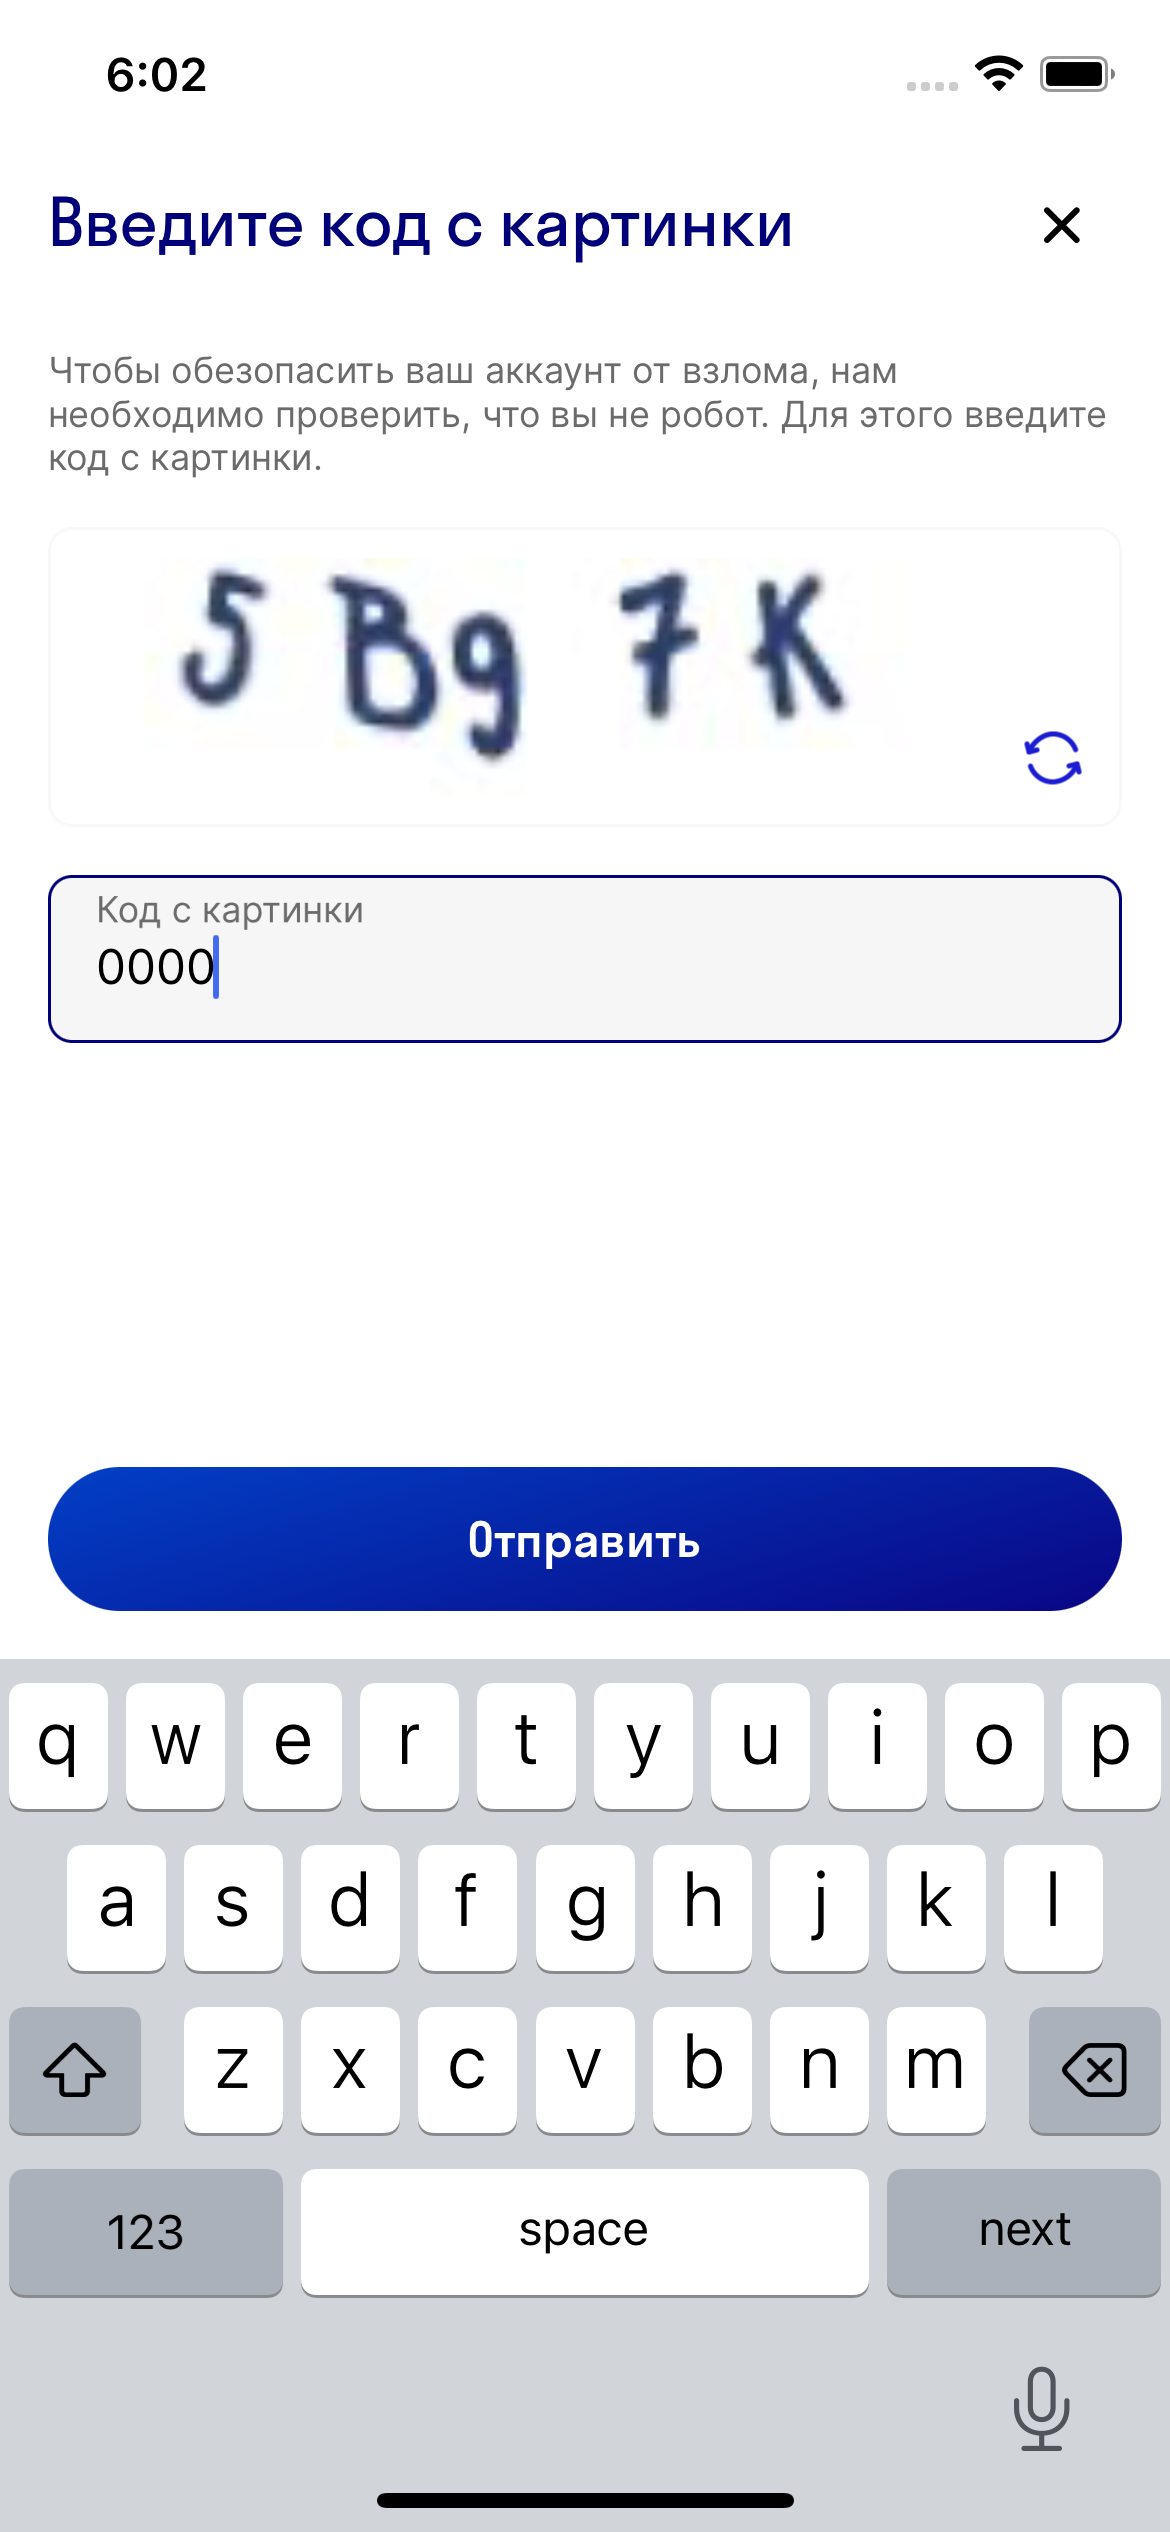 6:02
Введите код с картинки
Чтобы обезопасить ваш аккаунт от взлома, нам
необходимо проверить, что вы не робот. Для этого введите
код с картинки.
5 Bg 7 K
Код с картинки
0000
Отправить
q w e r t y u i o p
a s d f g h j k l
z x c v b n m
123 space next